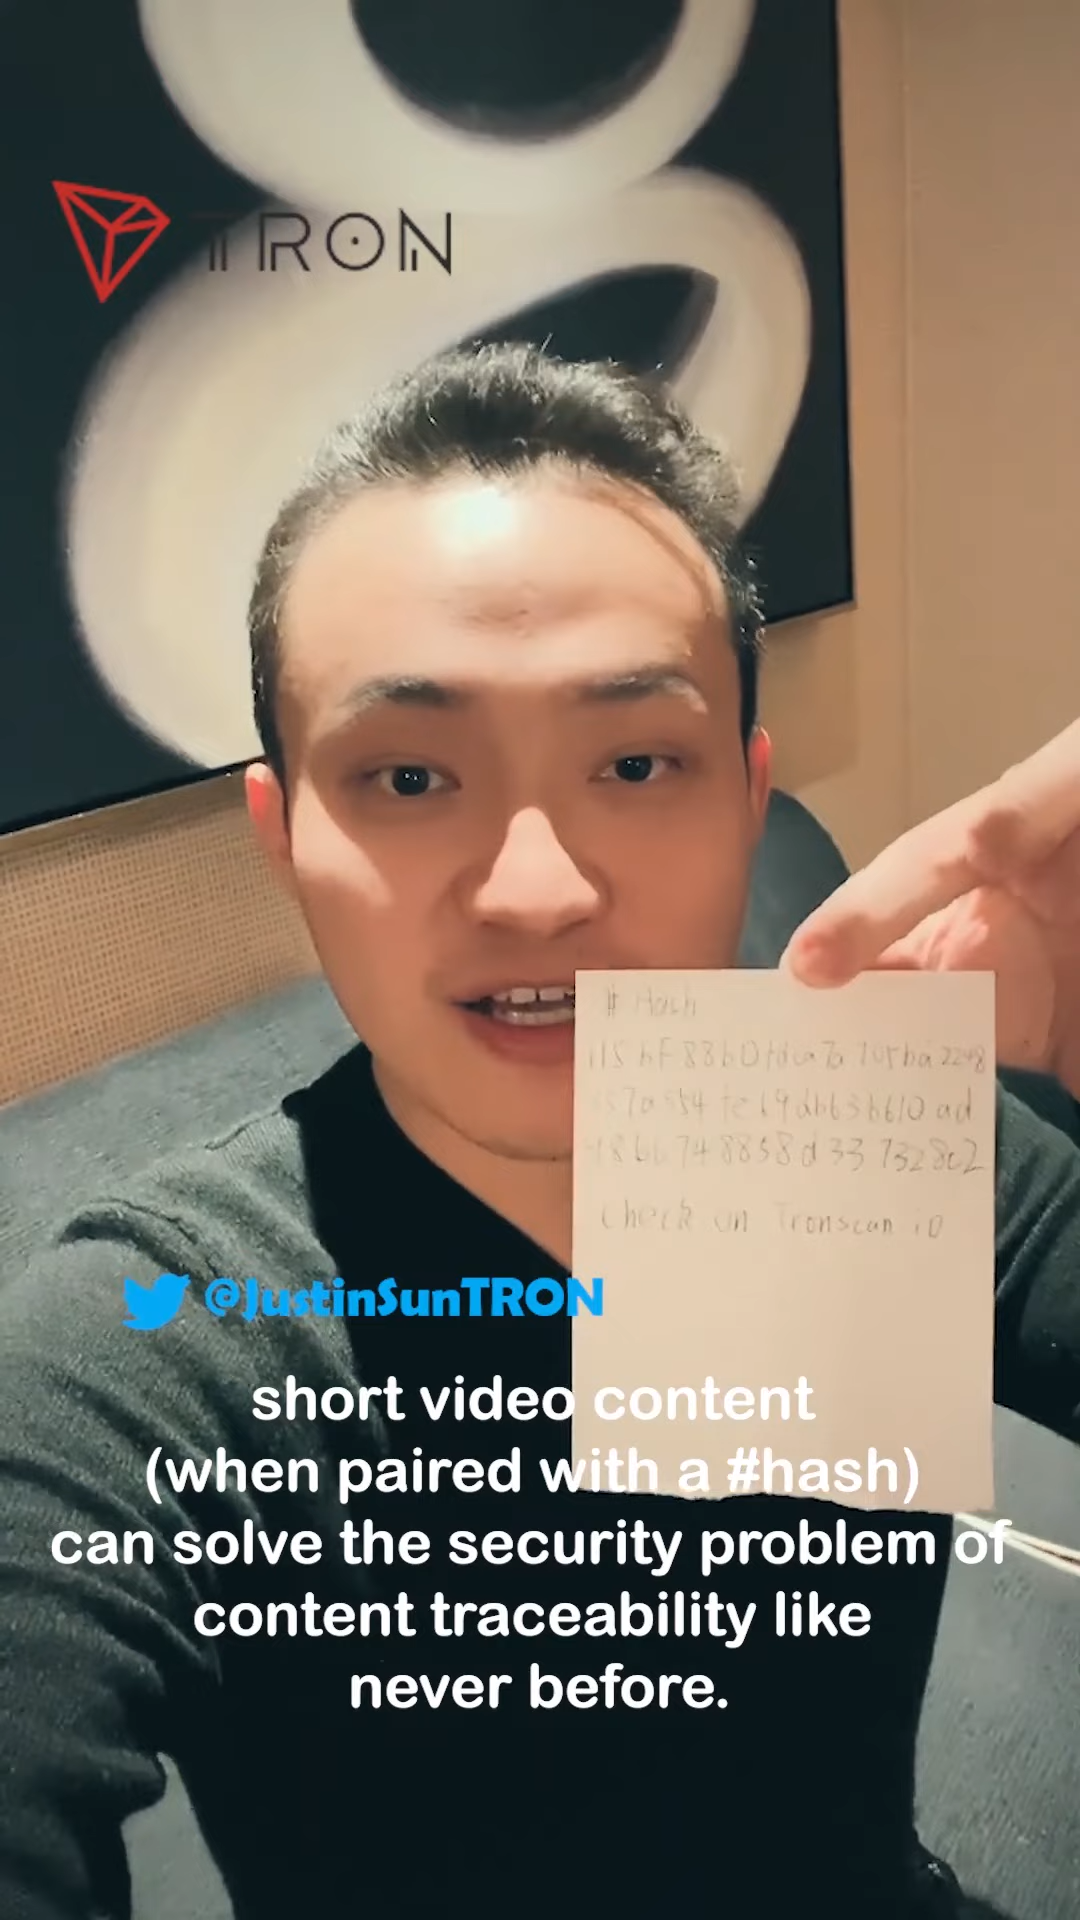 TRON
# Hash
Check on Tronscan io
@JustinSunTRON
short video content
(when paired with a #hash)
can solve the security problem of
content traceability like
never before.